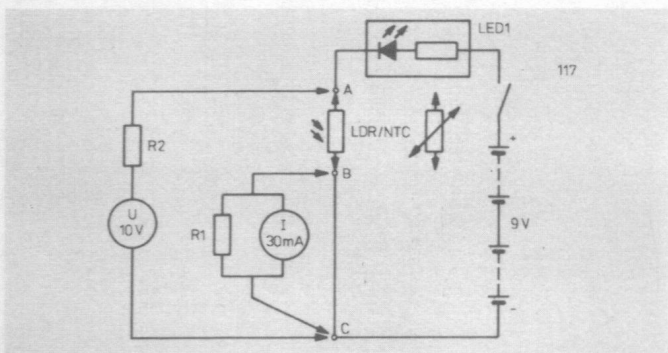 LED1
117
A
R2
LDR/NTC
+
B
U
10V
R1
I
30mA
9V
C
-